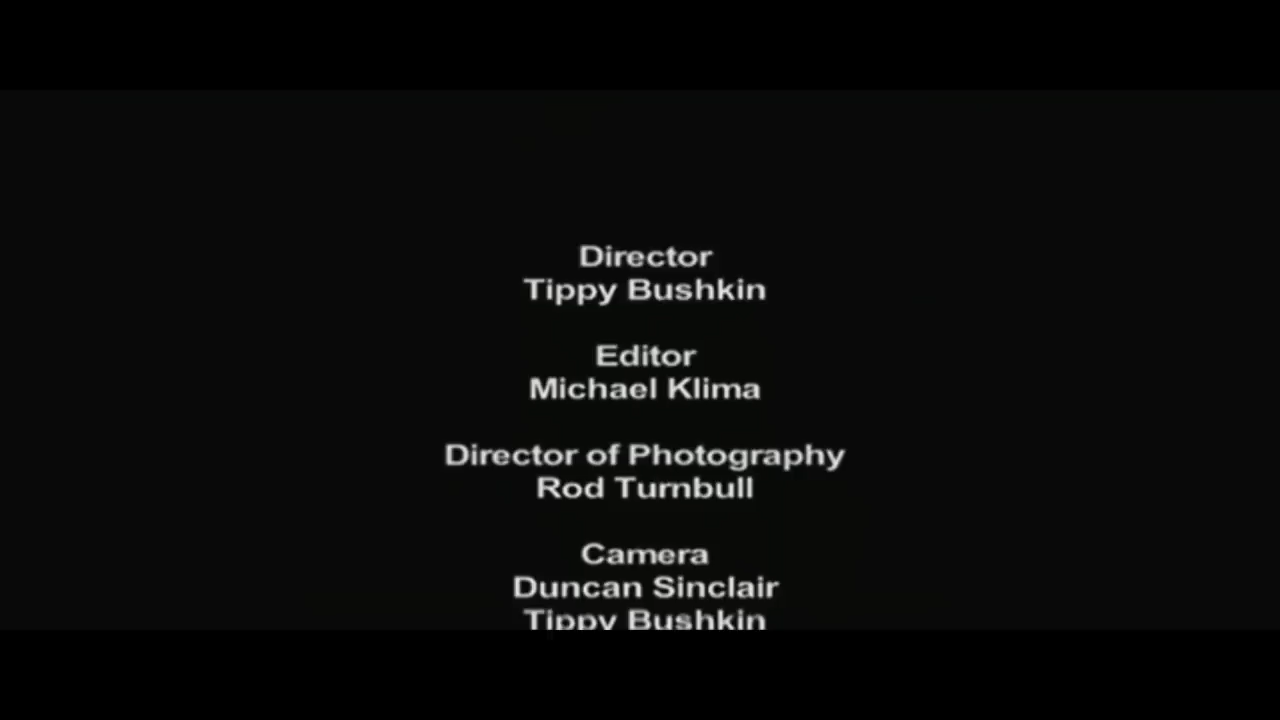 Director
Tippy Bushkin
Editor
Michael Klima
Director of Photography
Rod Turnbull
Camera
Duncan Sinclair
Tippy Bushkin